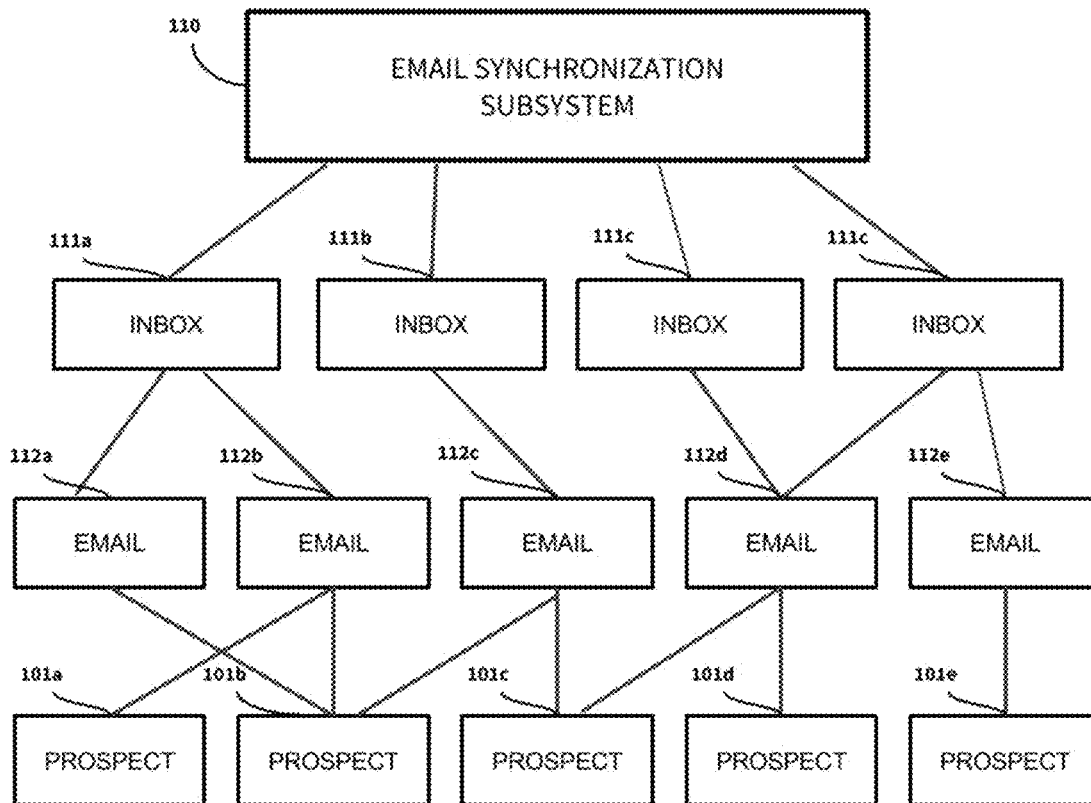 110
EMAIL SYNCHRONIZATION
SUBSYSTEM
111a
111b
111c
111c
INBOX
INBOX
INBOX
INBOX
112a
112b
112c
112d
112e
EMAIL
EMAIL
EMAIL
EMAIL
EMAIL
101a
101b
101c
101d
101e
PROSPECT
PROSPECT
PROSPECT
PROSPECT
PROSPECT